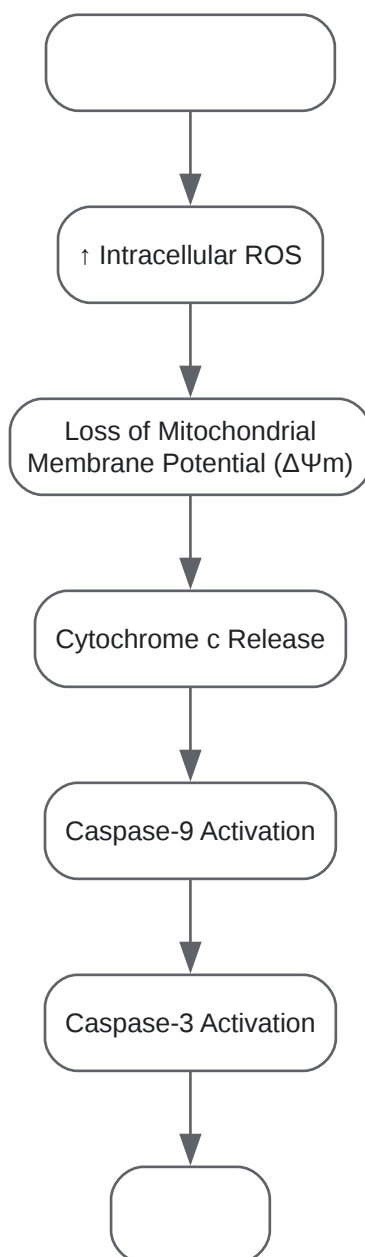 ↑ Intracellular ROS
Loss of Mitochondrial
Membrane Potential (ΔΨm)
Cytochrome c Release
Caspase-9 Activation
Caspase-3 Activation